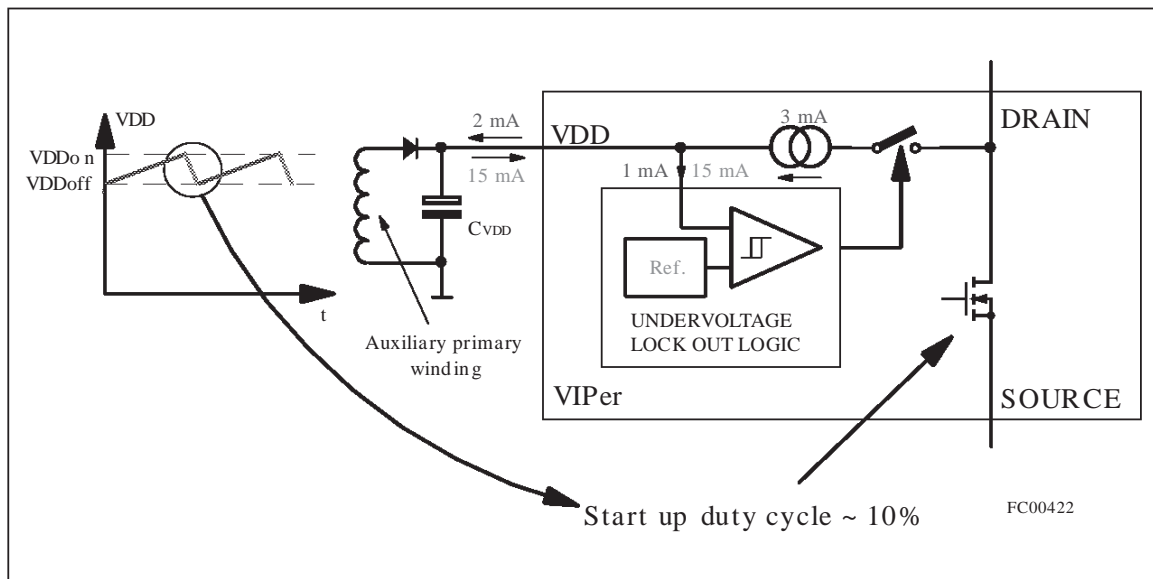 VDD
VDDon
VDDoff
t
2 mA
15 mA
CVDD
Auxiliary primary
winding
VDD
3 mA
DRAIN
1 mA
15 mA
Ref.
UNDERVOLTAGE
LOCK OUT LOGIC
VIPer
SOURCE
Start up duty cycle ~ 10%
FC00422